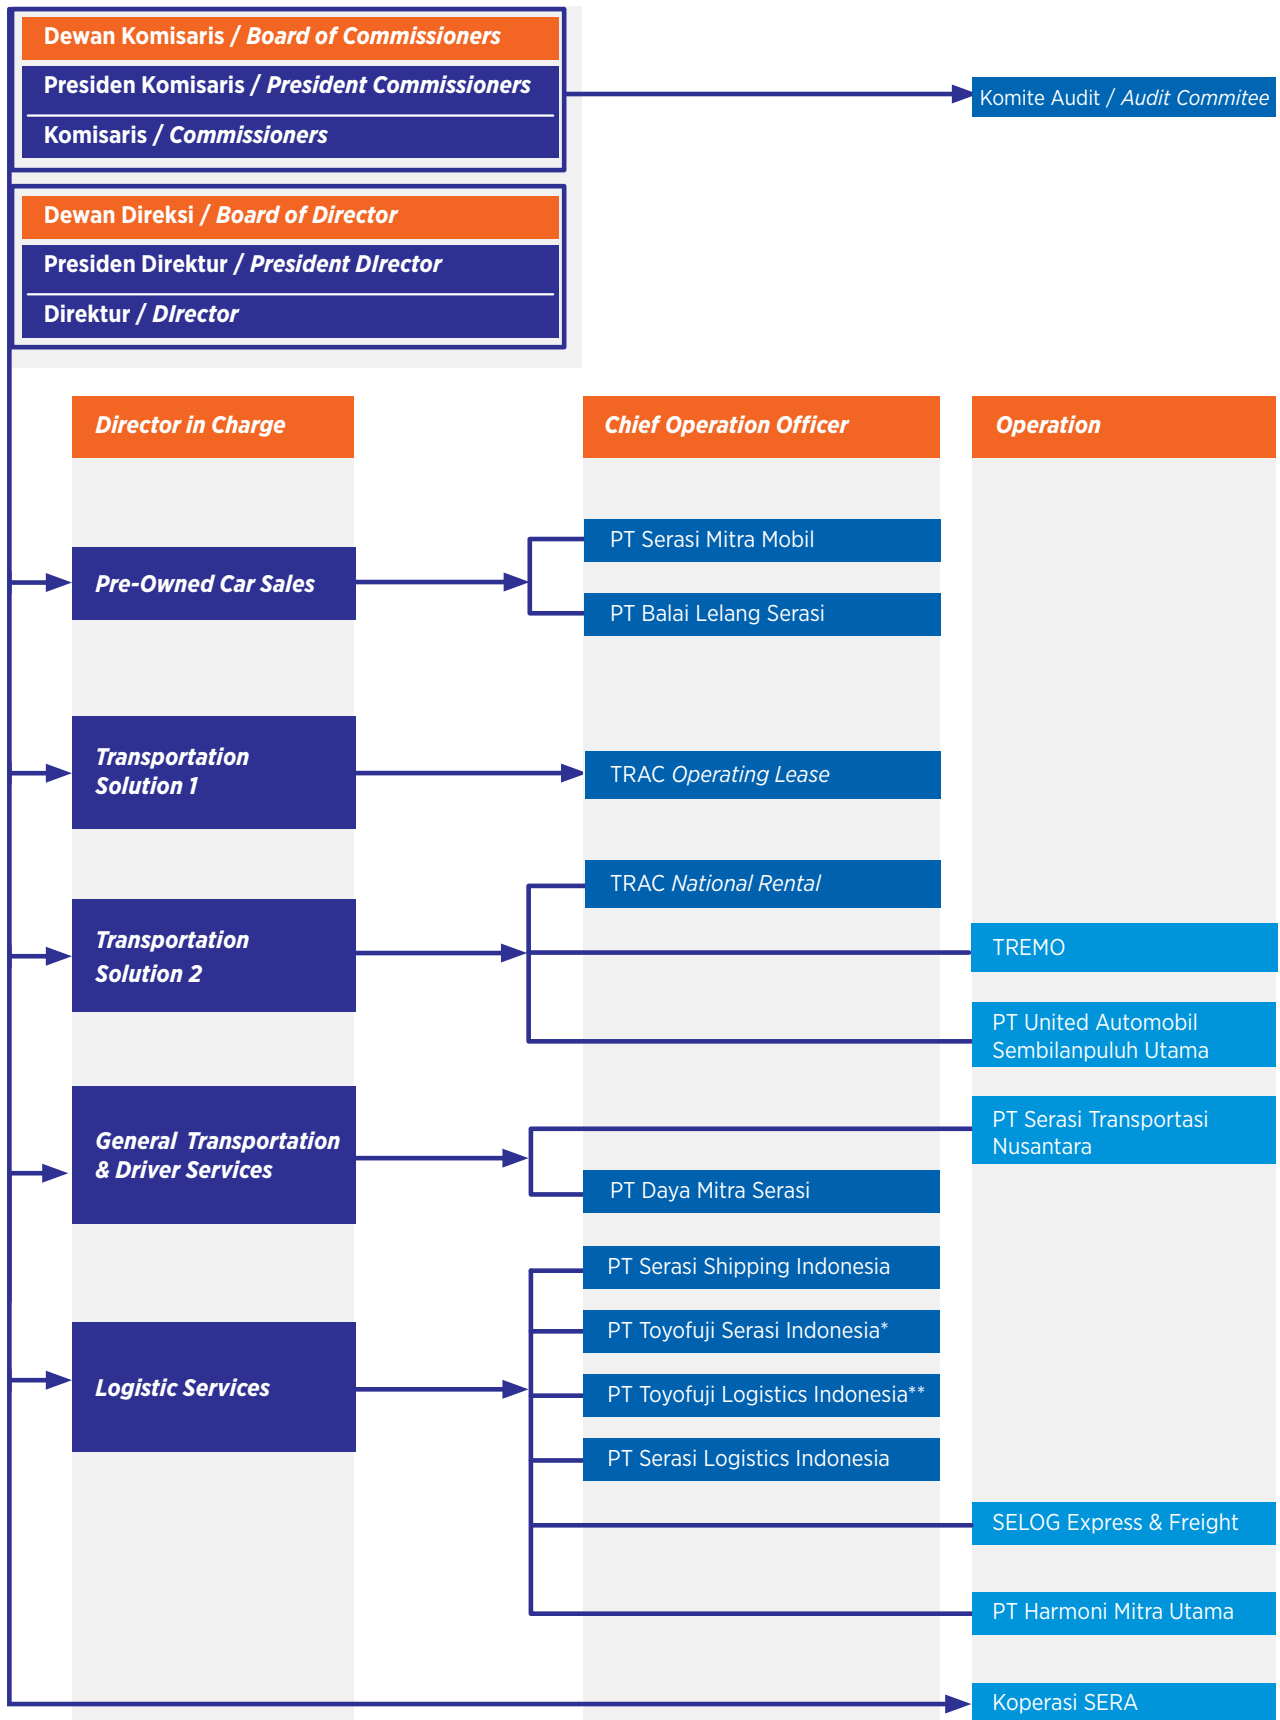 Dewan Komisaris / Board of Commissioners
Presiden Komisaris / President Commissioners
Komisaris / Commissioners
Komite Audit / Audit Commitee
Dewan Direksi / Board of Director
Presiden Direktur / President DIrector
Direktur / DIrector
Director in Charge
Chief Operation Officer
Operation
Pre-Owned Car Sales
PT Serasi Mitra Mobil
PT Balai Lelang Serasi
Transportation
Solution 1
TRAC Operating Lease
Transportation
Solution 2
TRAC National Rental
TREMO
PT United Automobil
Sembilanpuluh Utama
General Transportation
& Driver Services
PT Serasi Transportasi
Nusantara
PT Daya Mitra Serasi
Logistic Services
PT Serasi Shipping Indonesia
PT Toyofuji Serasi Indonesia*
PT Toyofuji Logistics Indonesia**
PT Serasi Logistics Indonesia
SELOG Express & Freight
PT Harmoni Mitra Utama
Koperasi SERA